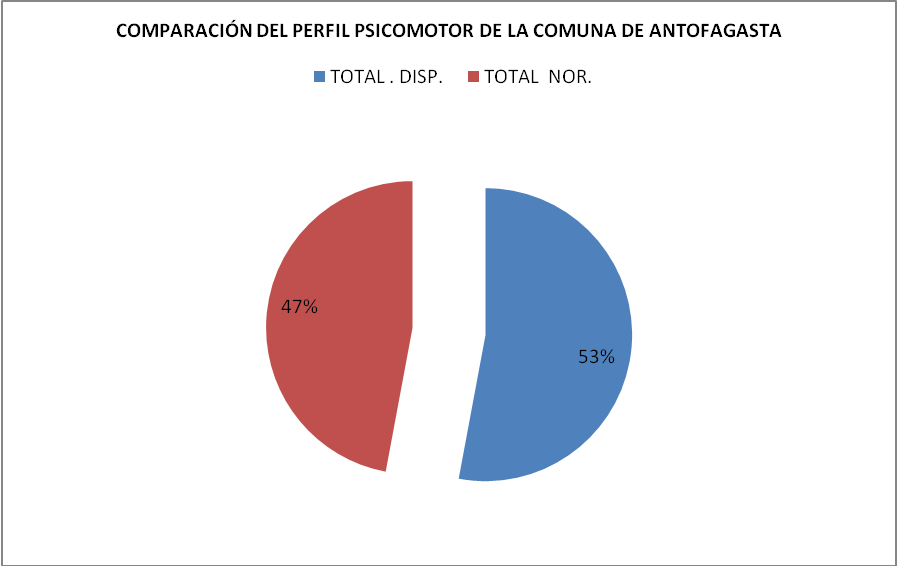 COMPARACIÓN DEL PERFIL PSICOMOTOR DE LA COMUNA DE ANTOFAGASTA
TOTAL . DISP. TOTAL NOR.
47%
53%